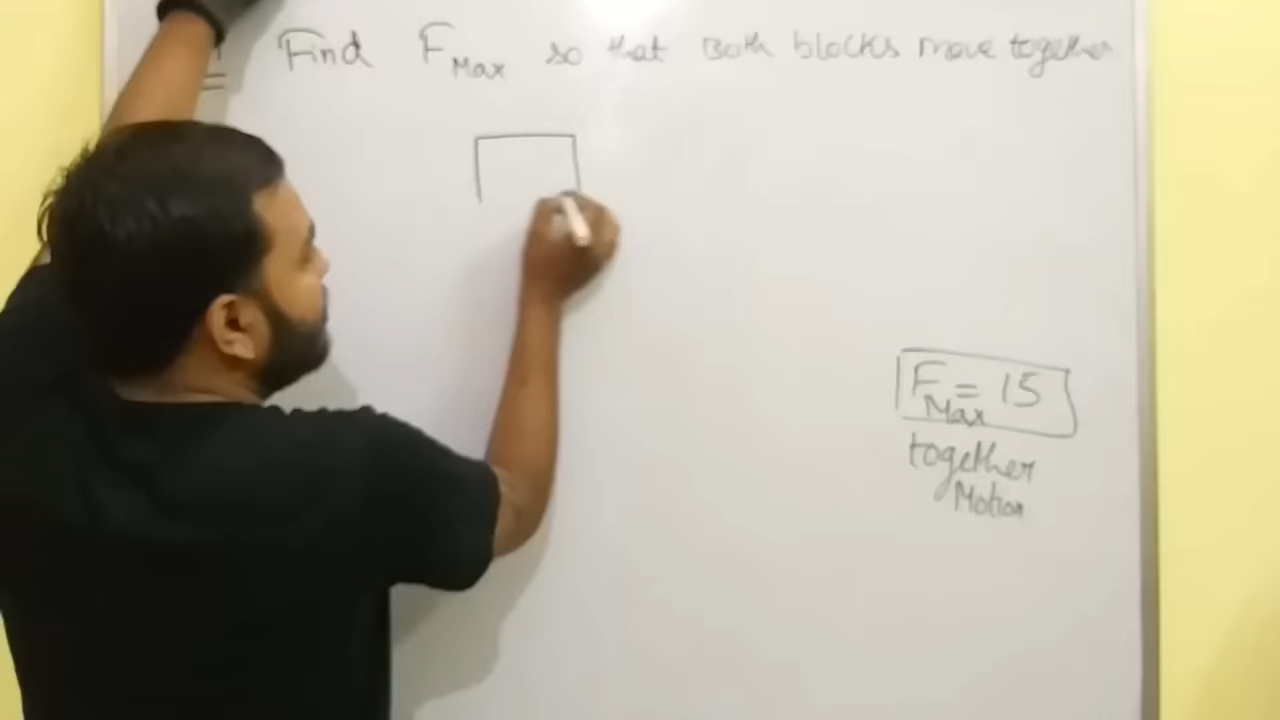 Find F Max so that Both blocks move together
F Max = 15
together
Motion